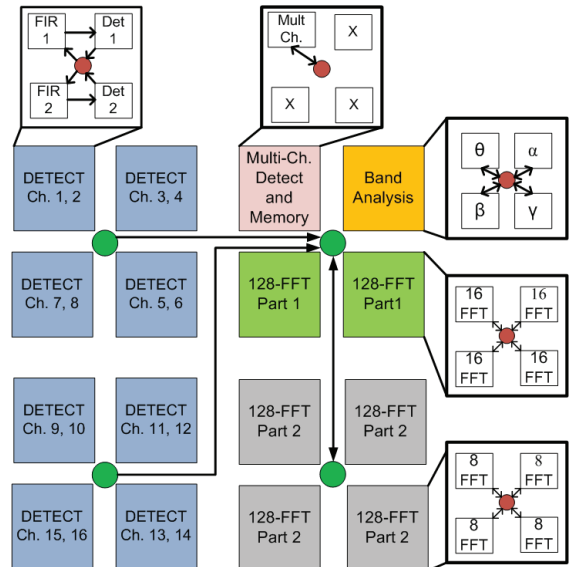 FIR
1
Det
1
FIR
2
Det
2
Mult
Ch.
X
X
X
DETECT
Ch. 1, 2
DETECT
Ch. 3, 4
Multi-Ch.
Detect
and
Memory
Band
Analysis
θ
α
β
γ
DETECT
Ch. 7, 8
DETECT
Ch. 5, 6
128-FFT
Part 1
128-FFT
Part1
16
FFT
16
FFT
16
FFT
16
FFT
DETECT
Ch. 9, 10
DETECT
Ch. 11, 12
128-FFT
Part 2
128-FFT
Part 2
DETECT
Ch. 15, 16
DETECT
Ch. 13, 14
128-FFT
Part 2
128-FFT
Part 2
8
FFT
8
FFT
8
FFT
8
FFT